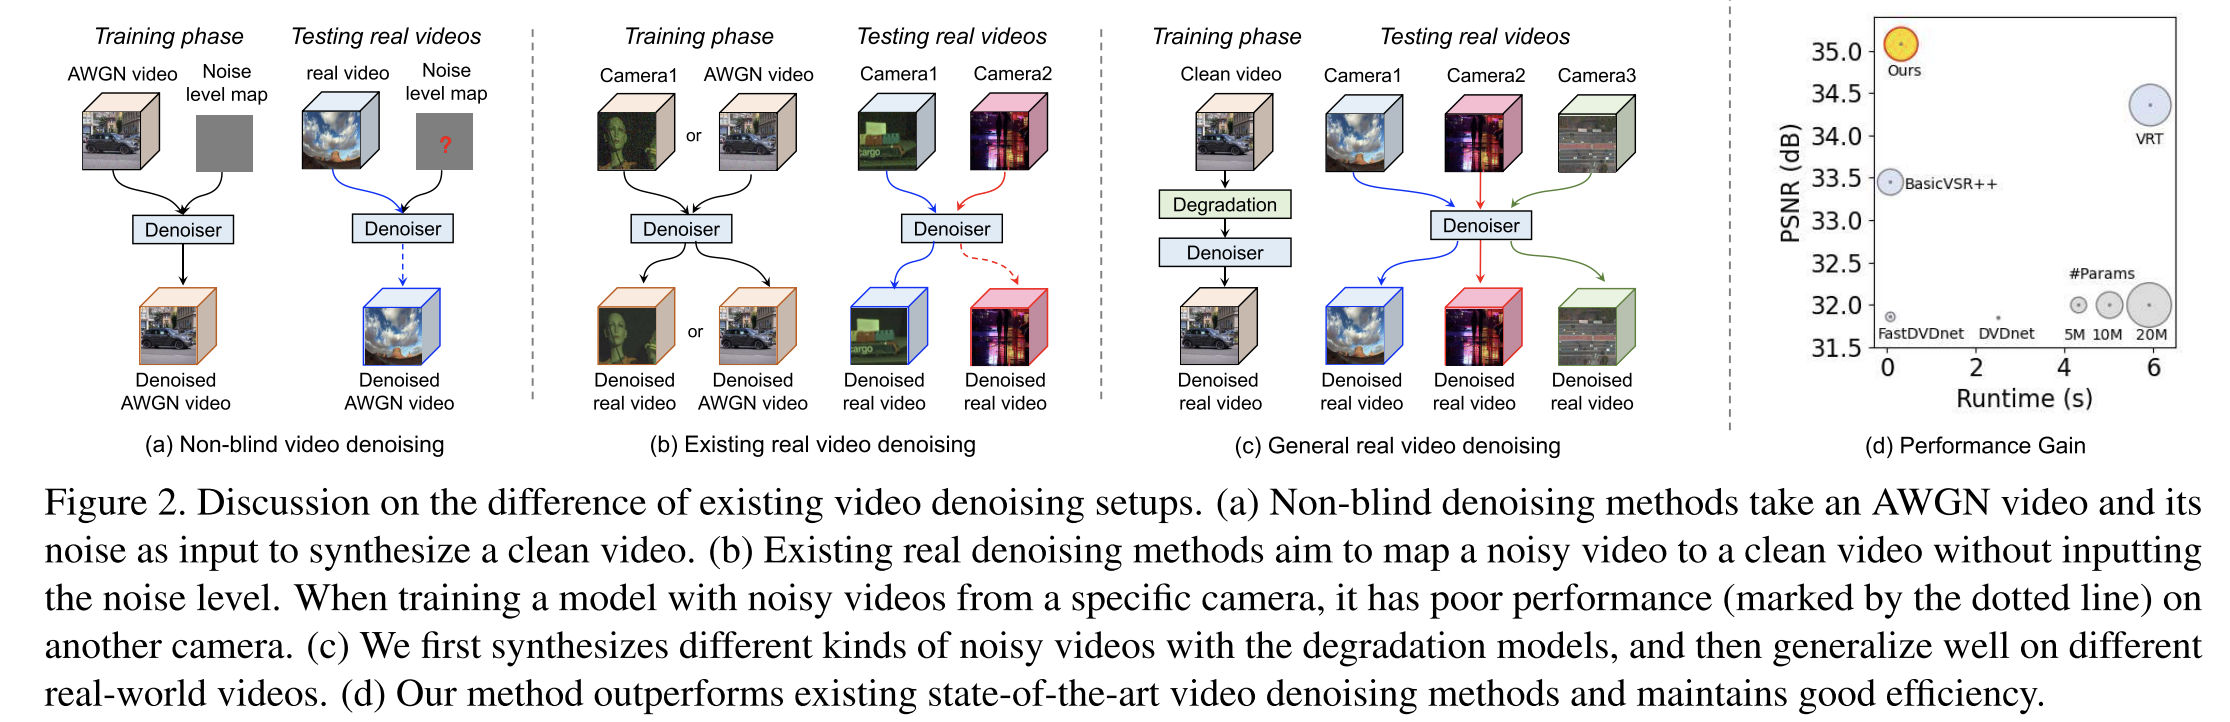 Training phase
Testing real videos
AWGN video
Noise
level map
real video
Noise
level map
?
Denoiser
Denoiser
Denoised
AWGN video
Denoised
AWGN video
(a) Non-blind video denoising
Training phase
Testing real videos
Camera1
AWGN video
Camera1
Camera2
or
cargo
Denoiser
Denoiser
or
argo
Denoised
real video
Denoised
AWGN video
Denoised
real video
Denoised
real video
(b) Existing real video denoising
Training phase
Testing real videos
Clean video
Camera1
Camera2
Camera3
Degradation
Denoiser
Denoiser
Denoised
real video
Denoised
real video
Denoised
real video
Denoised
real video
(c) General real video denoising
PSNR (dB)
35.0
34.5
34.0
33.5
33.0
32.5
32.0
31.5
Ours
VRT
BasicVSR++
#Params
FastDVDnet
DVDnet
5M
10M
20M
0
2
4
6
Runtime (s)
(d) Performance Gain
Figure 2. Discussion on the difference of existing video denoising setups. (a) Non-blind denoising methods take an AWGN video and its
noise as input to synthesize a clean video. (b) Existing real denoising methods aim to map a noisy video to a clean video without inputting
the noise level. When training a model with noisy videos from a specific camera, it has poor performance (marked by the dotted line) on
another camera. (c) We first synthesizes different kinds of noisy videos with the degradation models, and then generalize well on different
real-world videos. (d) Our method outperforms existing state-of-the-art video denoising methods and maintains good efficiency.